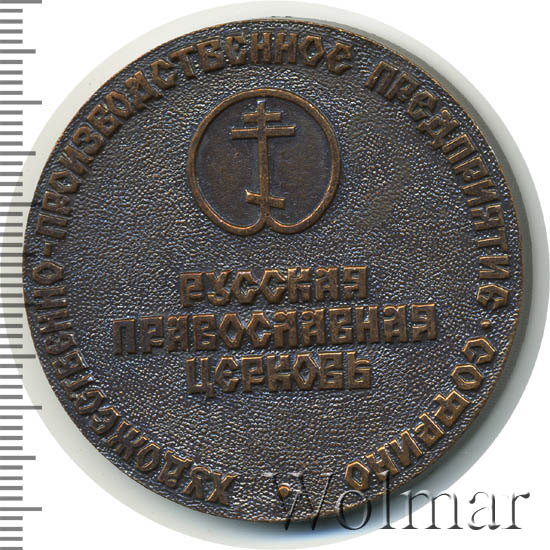 ХУДОЖЕСТВЕННО-ПРОИЗВОДСТВЕННОЕ ПРЕДПРИЯТИЕ · СОФРИНО ·
РУССКАЯ
ПРАВОСЛАВНАЯ
ЦЕРКОВЬ
Wolmar